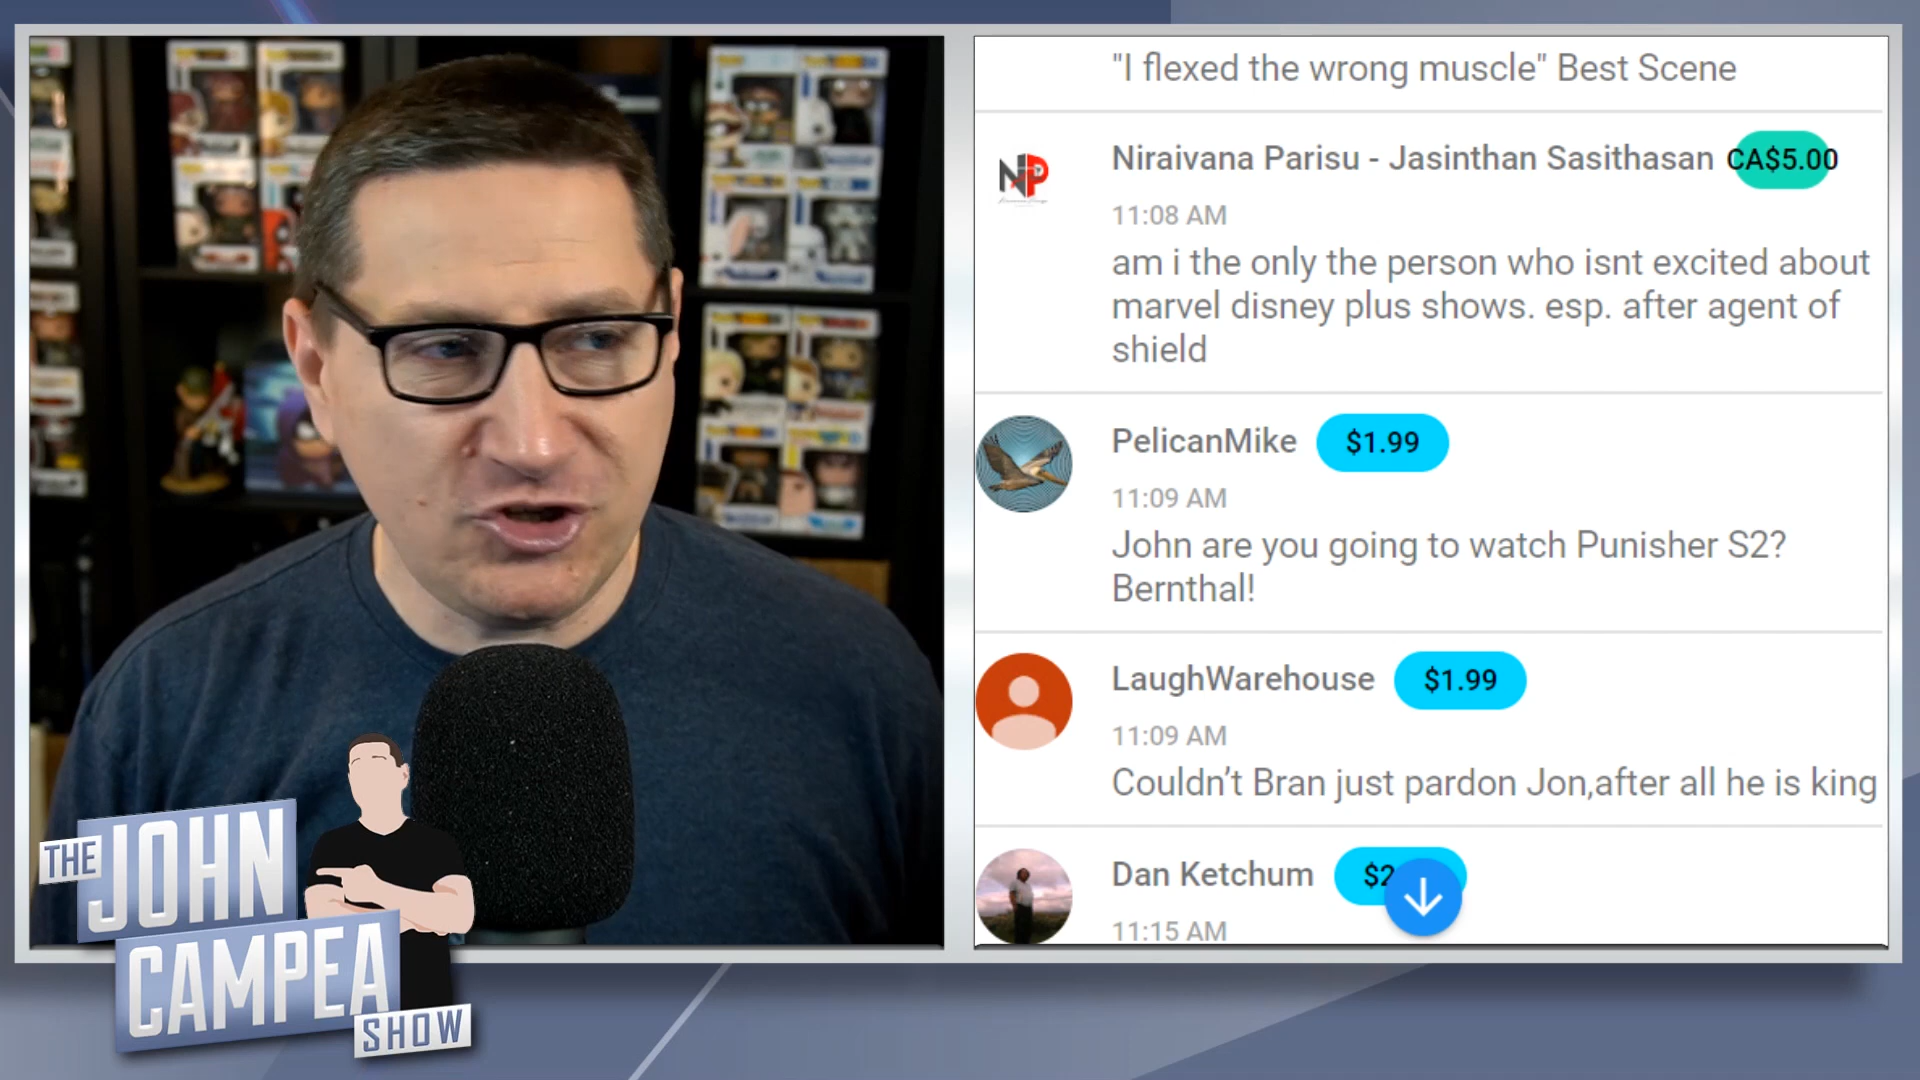 "I flexed the wrong muscle" Best Scene
NP
Niraivana Parisu - Jasinthan Sasithasan CA$5.00
11:08 AM
am i the only the person who isnt excited about
marvel disney plus shows. esp. after agent of
shield
PelicanMike $1.99
11:09 AM
John are you going to watch Punisher S2?
Bernthal!
LaughWarehouse $1.99
11:09 AM
Couldn’t Bran just pardon Jon,after all he is king
Dan Ketchum $2
11:15 AM
THE JOHN
CAMPEA
SHOW